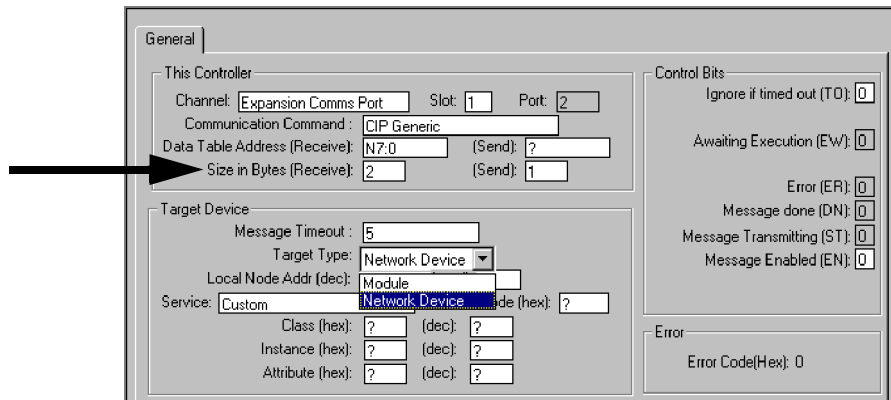 General
This Controller
Channel: Expansion Comms Port Slot: 1 Port: 2
Communication Command : CIP Generic
Data Table Address (Receive): N7:0 (Send): ?
Size in Bytes (Receive): 2 (Send): 1
Target Device
Message Timeout : 5
Target Type: Network Device
Local Node Addr (dec):
Module
Network Device
Service: Custom de (hex): ?
Class (hex): ? (dec): ?
Instance (hex): ? (dec): ?
Attribute (hex): ? (dec): ?
Control Bits
Ignore if timed out (TO): 0
Awaiting Execution (EW): 0
Error (ER): 0
Message done (DN): 0
Message Transmitting (ST): 0
Message Enabled (EN): 0
Error
Error Code(Hex): 0